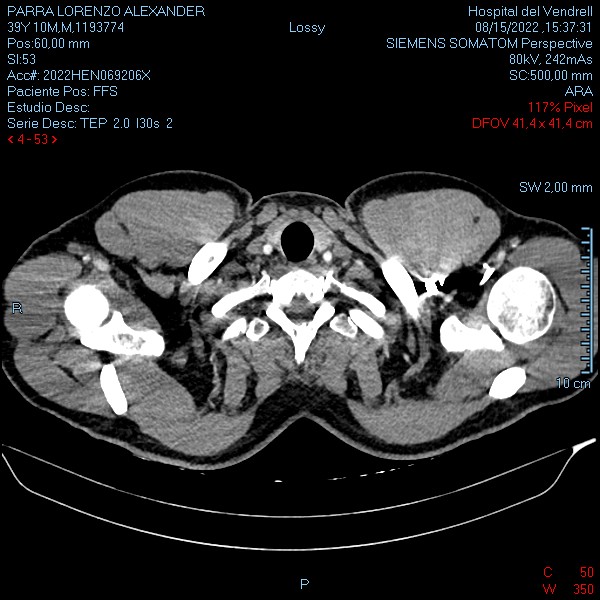 PARRA LORENZO ALEXANDER
39Y 10M,M,1193774
Pos:60,00 mm
SI:53
Acc#: 2022HEN069206X
Paciente Pos: FFS
Estudio Desc:
Serie Desc: TEP 2.0 I30s 2
< 4 - 53 >
Lossy
Hospital del Vendrell
08/15/2022 ,15:37:31
SIEMENS SOMATOM Perspective
80kV, 242mAs
SC:500,00 mm
ARA
117% Pixel
DFOV 41,4 x 41,4 cm
SW 2,00 mm
R
10 cm
P
C 50
W 350